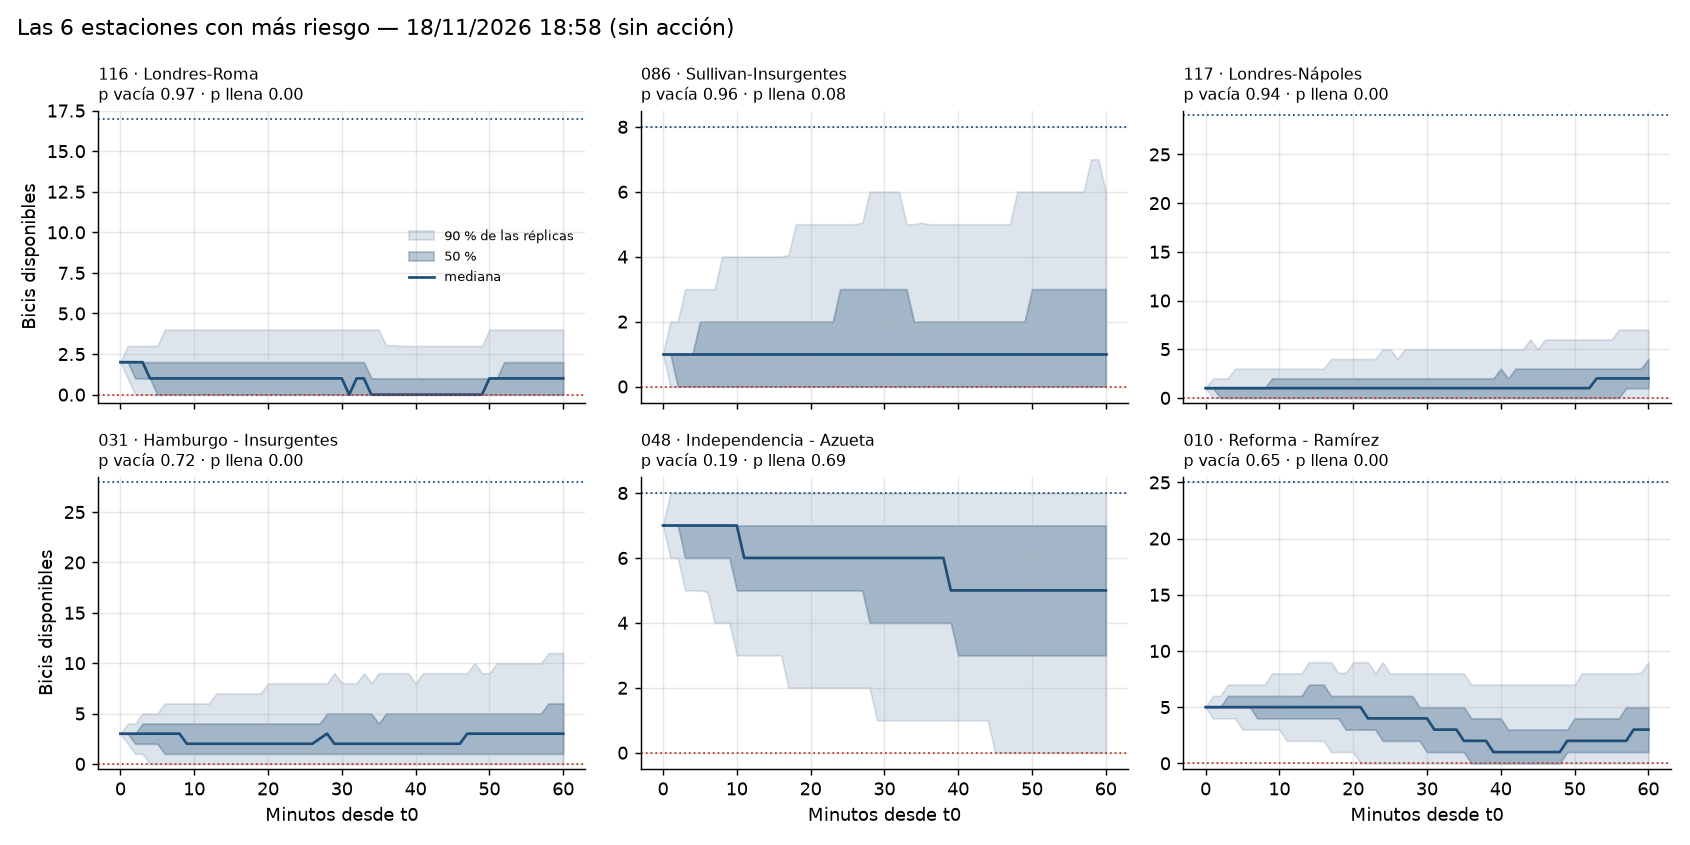 Las 6 estaciones con más riesgo — 18/11/2026 18:58 (sin acción)
116 · Londres-Roma
p vacía 0.97 · p llena 0.00
17.5
15.0
12.5
10.0
7.5
5.0
2.5
0.0
Bicis disponibles
90 % de las réplicas
50 %
mediana
086 · Sullivan-Insurgentes
p vacía 0.96 · p llena 0.08
8
6
4
2
0
117 · Londres-Nápoles
p vacía 0.94 · p llena 0.00
25
20
15
10
5
0
031 · Hamburgo - Insurgentes
p vacía 0.72 · p llena 0.00
25
20
15
10
5
0
Bicis disponibles
0 10 20 30 40 50 60
Minutos desde t0
048 · Independencia - Azueta
p vacía 0.19 · p llena 0.69
8
6
4
2
0
0 10 20 30 40 50 60
Minutos desde t0
010 · Reforma - Ramírez
p vacía 0.65 · p llena 0.00
25
20
15
10
5
0
0 10 20 30 40 50 60
Minutos desde t0